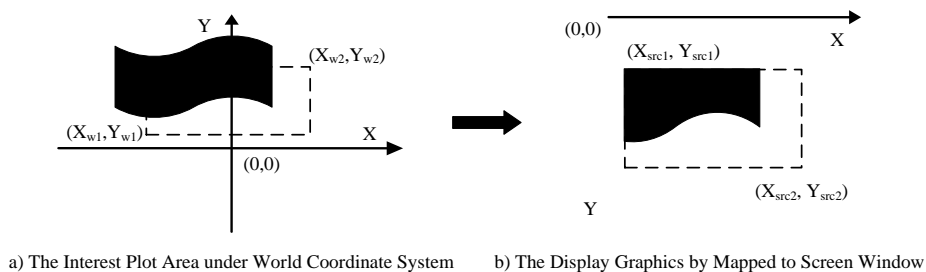 Y
(Xw2,Yw2)
(Xw1,Yw1)
X
(0,0)
(0,0)
X
(Xsrc1, Ysrc1)
(Xsrc2, Ysrc2)
Y
a) The Interest Plot Area under World Coordinate System
b) The Display Graphics by Mapped to Screen Window